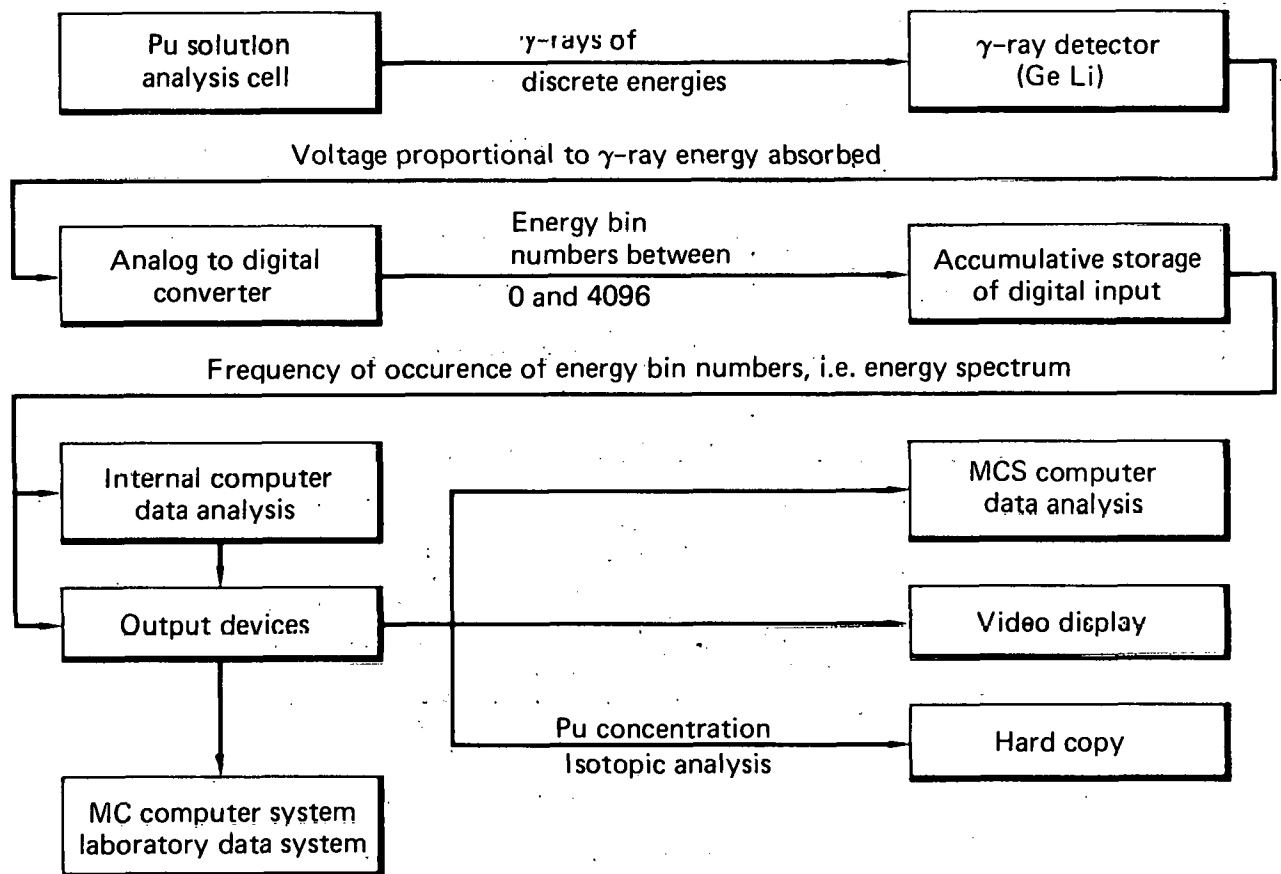 Pu solution
analysis cell
γ-rays of
discrete energies
γ-ray detector
(Ge Li)
Voltage proportional to γ-ray energy absorbed
Analog to digital
converter
Energy bin
numbers between
0 and 4096
Accumulative storage
of digital input
Frequency of occurence of energy bin numbers, i.e. energy spectrum
Internal computer
data analysis
MCS computer
data analysis
Output devices
Video display
Pu concentration
Isotopic analysis
Hard copy
MC computer system
laboratory data system